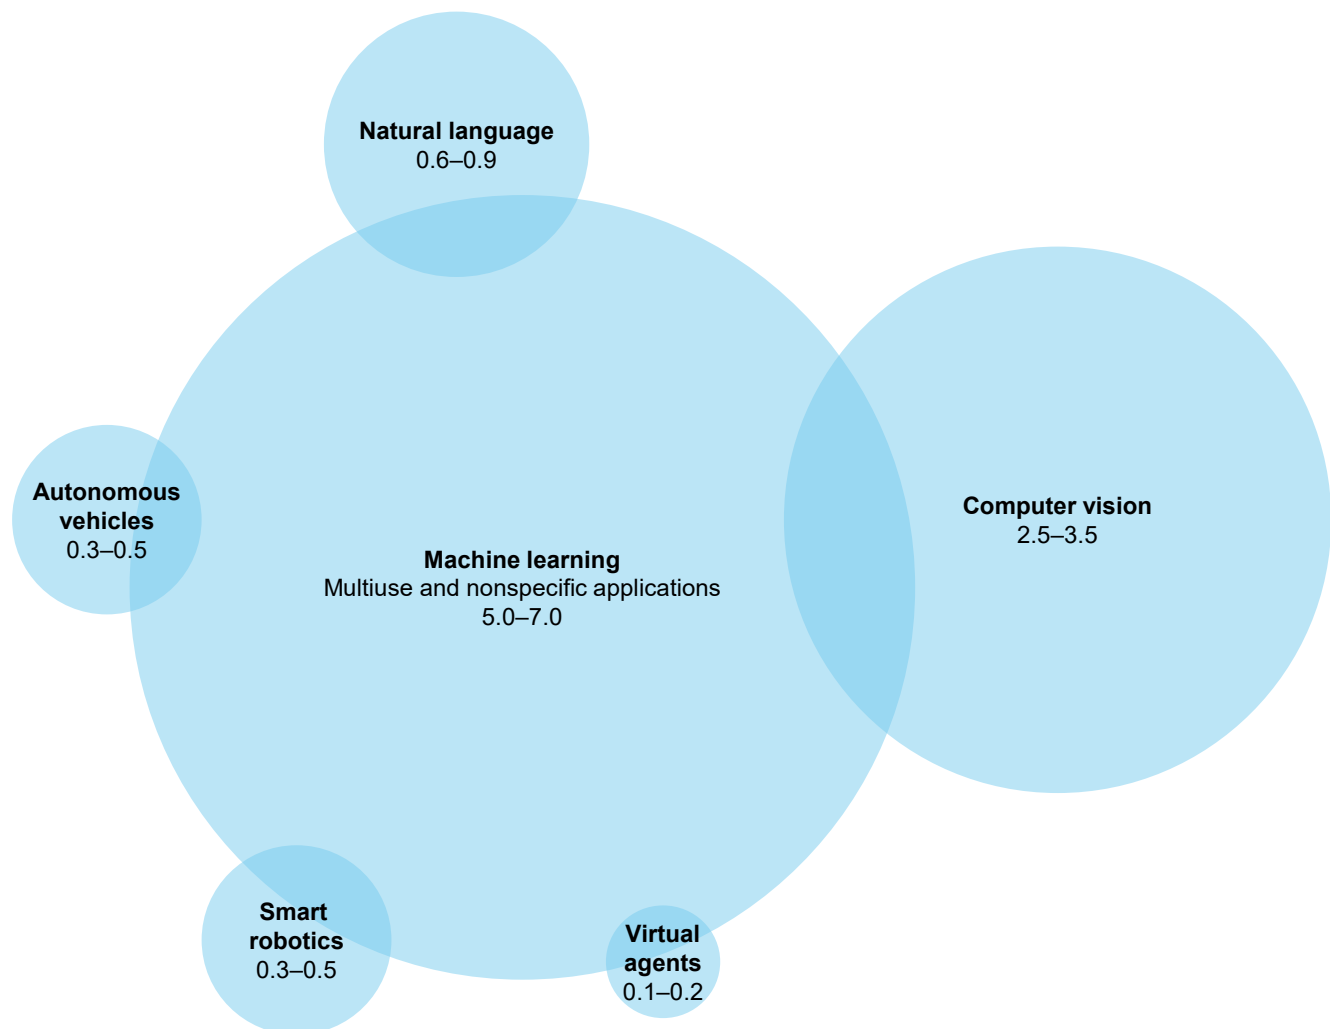 Natural language
0.6–0.9
Autonomous
vehicles
0.3–0.5
Machine learning
Multiuse and nonspecific applications
5.0–7.0
Computer vision
2.5–3.5
Smart
robotics
0.3–0.5
Virtual
agents
0.1–0.2